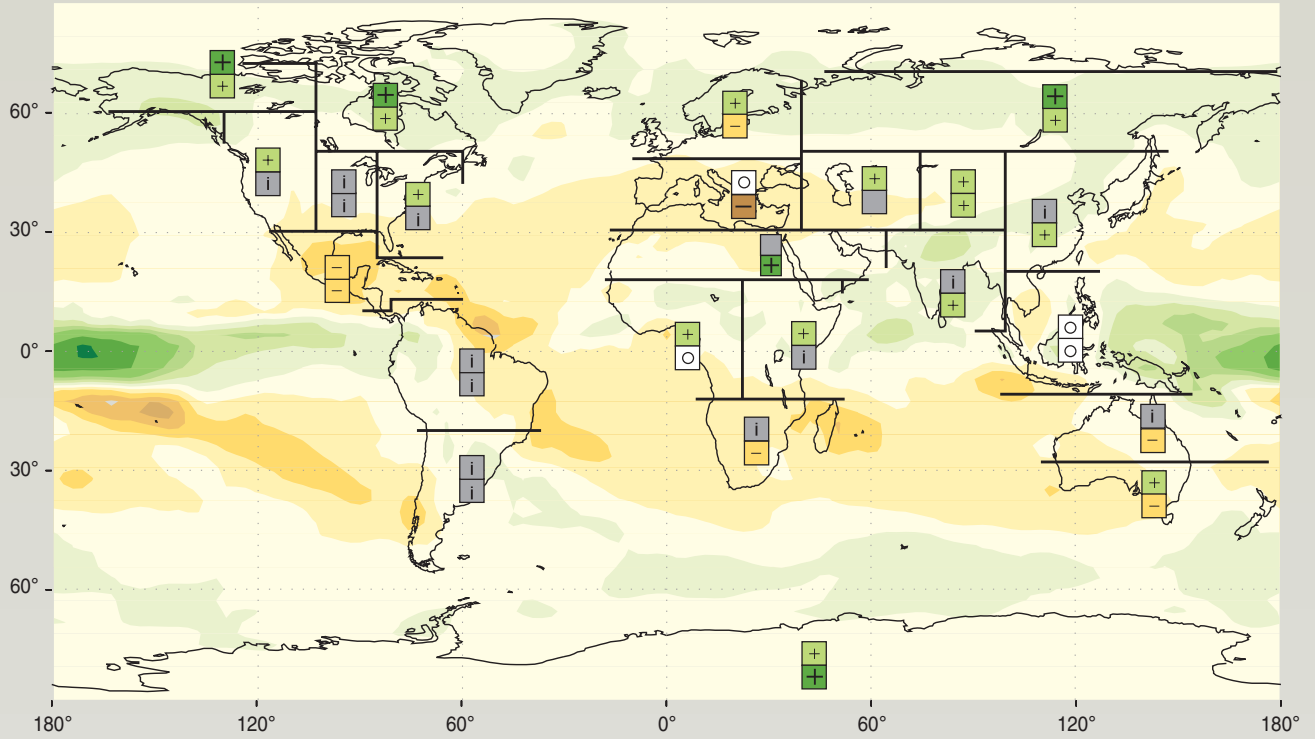 +
+
+
+
+
−
+
+
60°
+
i
i
i
+
i
○
−
+
+
+
i
+
30°
−
−
+
i
+
+
○
+
i
○
○
0°
i
i
i
−
i
−
30°
i
i
+
−
60°
+
+
180° 120° 60° 0° 60° 120° 180°